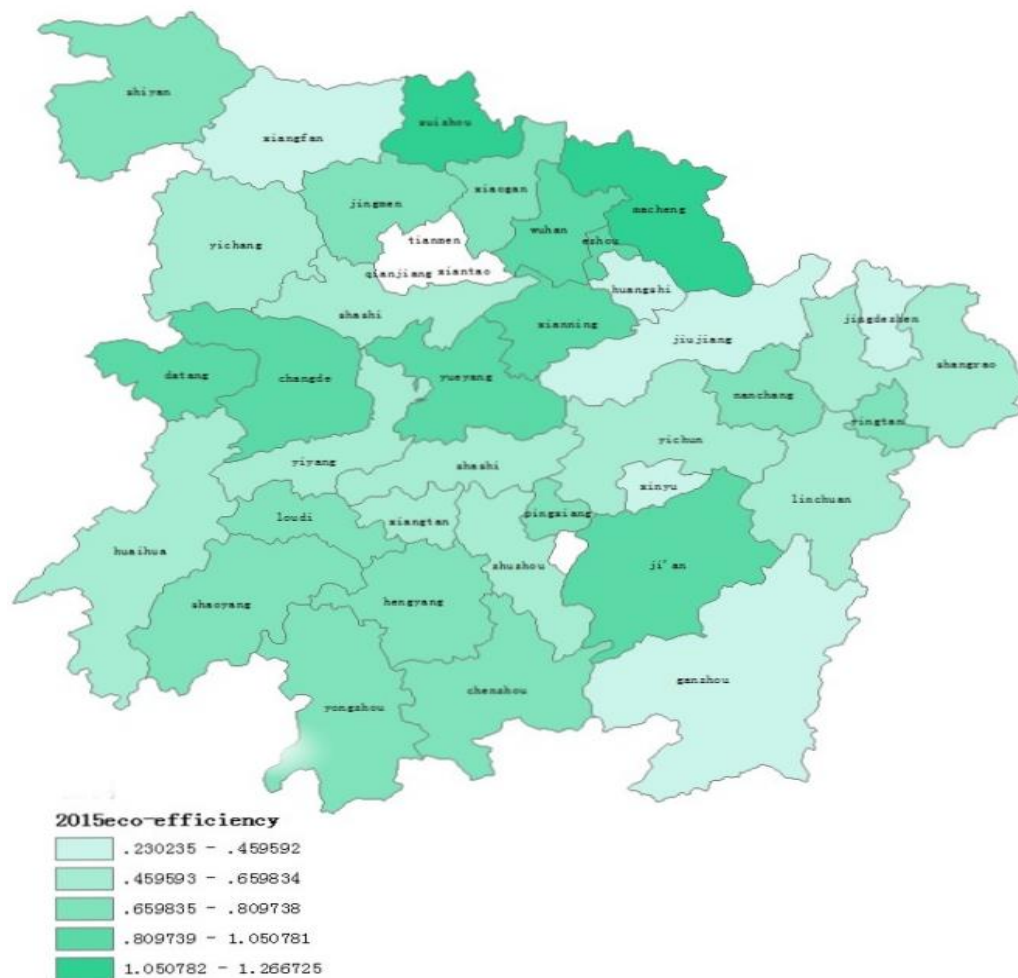 shiyan
xiangfan
suizhou
jingmen
xiaogan
macheng
wuhan
ezhou
yichang
tianmen
qianjiang
xiantao
huangshi
shashi
xianning
jiujiang
jingdezhen
shangrao
datang
changde
yueyang
nanchang
yingtan
yiyang
shashi
yichun
xinyu
linchuan
loudi
xiangtan
pingxiang
huaihua
shuzhou
ji'an
shaoyang
hengyang
ganzhou
chenzhou
yongzhou
2015eco-efficiency
.230235 - .459592
.459593 - .659834
.659835 - .809738
.809739 - 1.050781
1.050782 - 1.266725